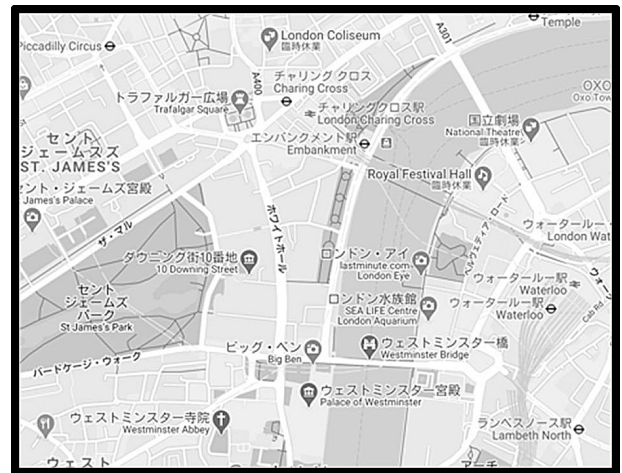 Temple
Piccadilly Circus
London Coliseum
臨時休業
A301
A400
チャリング クロス
Charing Cross
OXO
Oxo Tow
トラファルガー広場
Trafalgar Square
チャリングクロス駅
London Charing Cross
国立劇場
National Theatre
臨時休業
エンバンクメント駅
Embankment
セント
ジェームスズ
ST. JAMES'S
Royal Festival Hall
臨時休業
セント・ジェームズ宮殿
James's Palace
ザ・マル
ホワイトホール
ベルヴェディア・ロード
ウォータールー
London Wat
ダウニング街10番地
10 Downing Street
ロンドン・アイ
lastminute.com
London Eye
ウォータールー駅
Waterloo
セント
ジェームズ
パーク
St James's Park
ロンドン水族館
SEA LIFE Centre
London Aquarium
ウォータールー駅
Waterloo
Cab Rd
ビッグ・ベン
Big Ben
ウェストミンスター橋
Westminster Bridge
バードケージ・ウォーク
ウェストミンスター宮殿
Palace of Westminster
ウェストミンスター寺院
Westminster Abbey
ランベスノース駅
Lambeth North
ウェスト